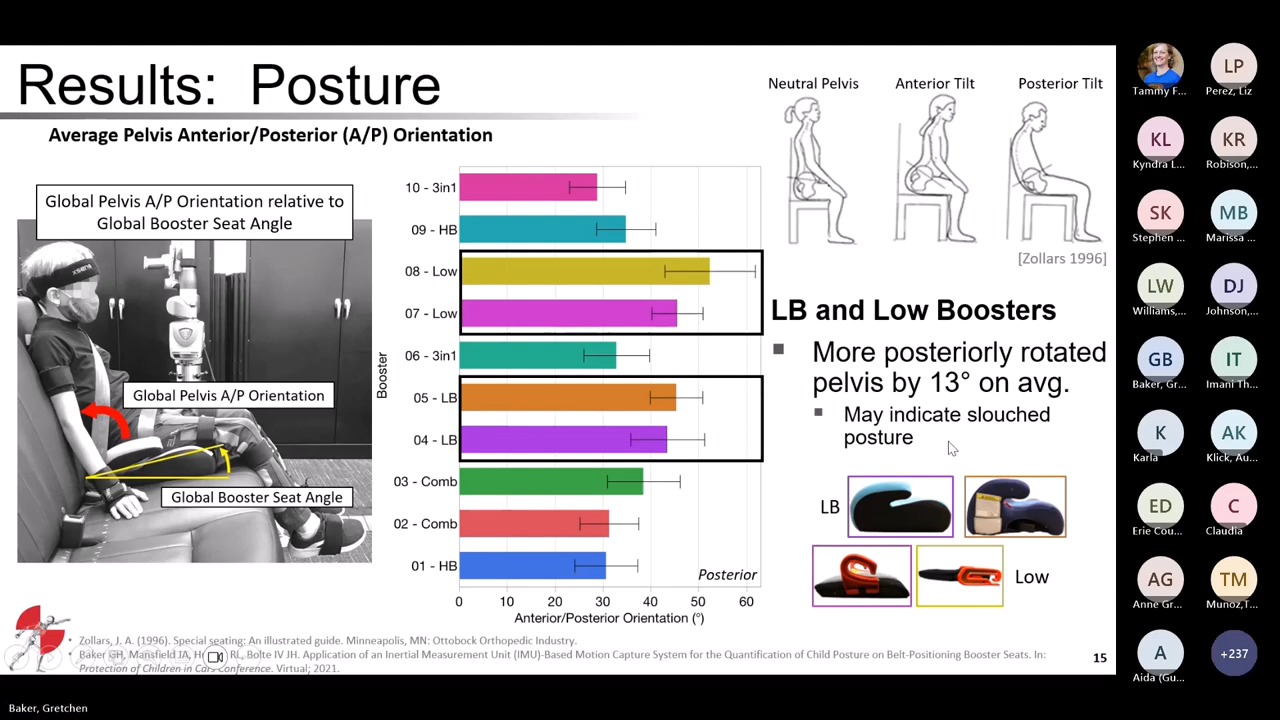 Results: Posture
Average Pelvis Anterior/Posterior (A/P) Orientation
Global Pelvis A/P Orientation relative to
Global Booster Seat Angle
Global Pelvis A/P Orientation
Global Booster Seat Angle
Booster
10 - 3in1
09 - HB
08 - Low
07 - Low
06 - 3in1
05 - LB
04 - LB
03 - Comb
02 - Comb
01 - HB
Posterior
0 10 20 30 40 50 60
Anterior/Posterior Orientation (°)
Neutral Pelvis Anterior Tilt Posterior Tilt
[Zollars 1996]
LB and Low Boosters
More posteriorly rotated
pelvis by 13° on avg.
May indicate slouched
posture
LB
Low
Zollars, J. A. (1996). Special seating: An illustrated guide. Minneapolis, MN: Ottobock Orthopedic Industry.
Baker GH, Mansfield JA, RL, Bolte IV JH. Application of an Inertial Measurement Unit (IMU)-Based Motion Capture System for the Quantification of Child Posture on Belt-Positioning Booster Seats. In:
Protection of Children in Cars Conference. Virtual; 2021.
15
Tammy F...
LP
Perez, Liz
KL
Kyndra L...
KR
Robison,...
SK
Stephen ...
MB
Marissa ...
LW
Williams,...
DJ
Johnson,...
GB
Baker, Gr...
IT
Imani Th...
K
Karla
AK
Klick, Au...
ED
Erie Cou...
C
Claudia
AG
Anne Gr...
TM
Munoz,T...
A
Aida (Gu...
+237
Baker, Gretchen